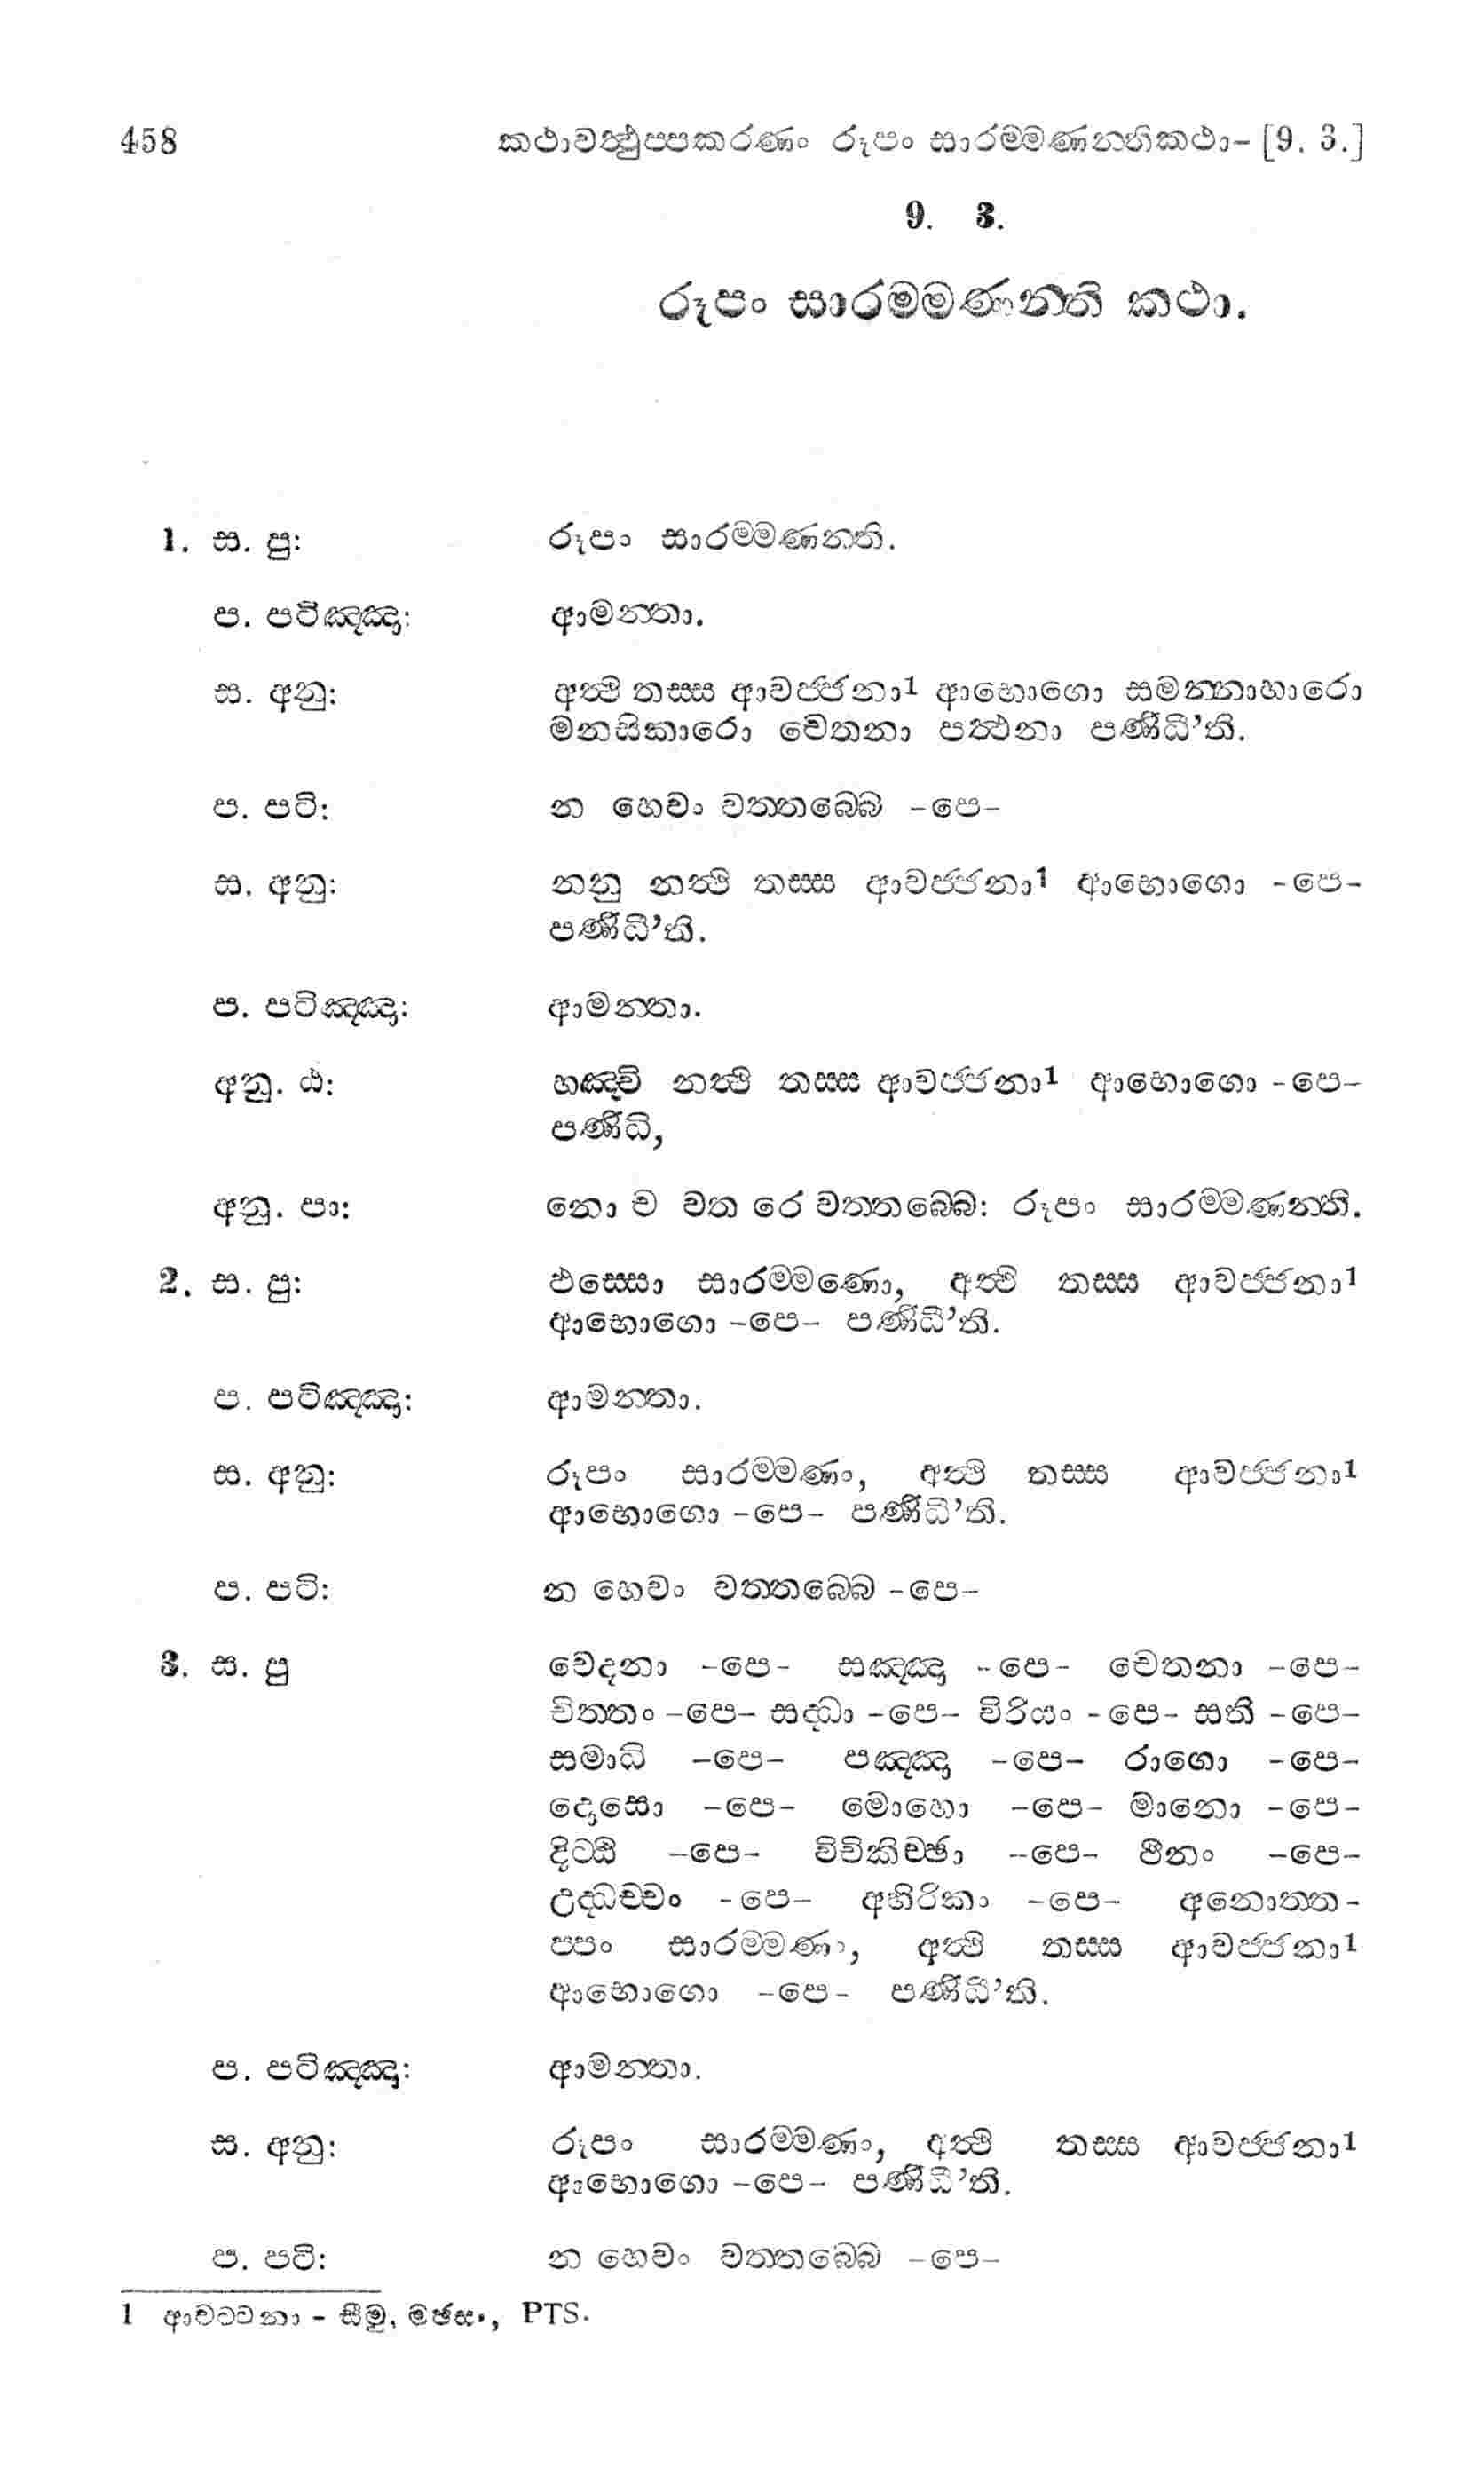 458 කථාවත්‍ථුප්පකරණං රූපං සාරම්මණන්තිකථා- [9. 3.]
9. 3.
රූපං සාරම්මණන්ති කථා.
1. ස. පු: රූපං සාරම්මණන්ති.
ප. පටිඤ්ඤා: ආමන්තා.
ස. අනු: අත්‍ථි තස්ස ආවජ්ජනා1 ආභොගො සමන්නාහාරො
මනසිකාරො චෙතනා පත්‍ථනා පණිධී’ති.
ප. පටි: න හෙවං වත්තබ්බෙ -පෙ-
ස. අනු: නනු නත්‍ථි තස්ස ආවජ්ජනා1 ආභොගො -පෙ-
පණිධී’ති.
ප. පටිඤ්ඤා: ආමන්තා.
අනු. ඨ: හඤ්චි නත්‍ථි තස්ස ආවජ්ජනා1 ආභොගො -පෙ-
පණිධි,
අනු. පා: නො ච වත රෙ වත්තබ්බෙ: රූපං සාරම්මණන්ති.
2. ස. පු: ඵස්සො සාරම්මණො, අත්‍ථි තස්ස ආවජ්ජනා1
ආභොගො -පෙ- පණිධී’ති.
ප. පටිඤ්ඤා: ආමන්තා.
ස. අනු: රූපං සාරම්මණං, අත්‍ථි තස්ස ආවජ්ජනා1
ආභොගො -පෙ- පණිධී’ති.
ප. පටි: න හෙවං වත්තබ්බෙ -පෙ-
3. ස. පු වෙදනා -පෙ- සඤ්ඤා -පෙ- චෙතනා -පෙ-
චිත්තං -පෙ- සද්ධා -පෙ- විරියං -පෙ- සති -පෙ-
සමාධි -පෙ- පඤ්ඤා -පෙ- රාගො -පෙ-
දොසො -පෙ- මොහො -පෙ- මානො -පෙ-
දිට්ඨි -පෙ- විචිකිච්ඡා -පෙ- ථීනං -පෙ-
උද්ධච්චං -පෙ- අහිරිකං -පෙ- අනොත්ත-
ප්පං සාරම්මණං, අත්‍ථි තස්ස ආවජ්ජනා1
ආභොගො -පෙ- පණිධී’ති.
ප. පටිඤ්ඤා: ආමන්තා.
ස. අනු: රූපං සාරම්මණං, අත්‍ථි තස්ස ආවජ්ජනා1
ආභොගො -පෙ- පණිධී’ති.
ප. පටි: න හෙවං වත්තබ්බෙ -පෙ-
1 ආවට්ටනා - සීමු, මඡසං, PTS.